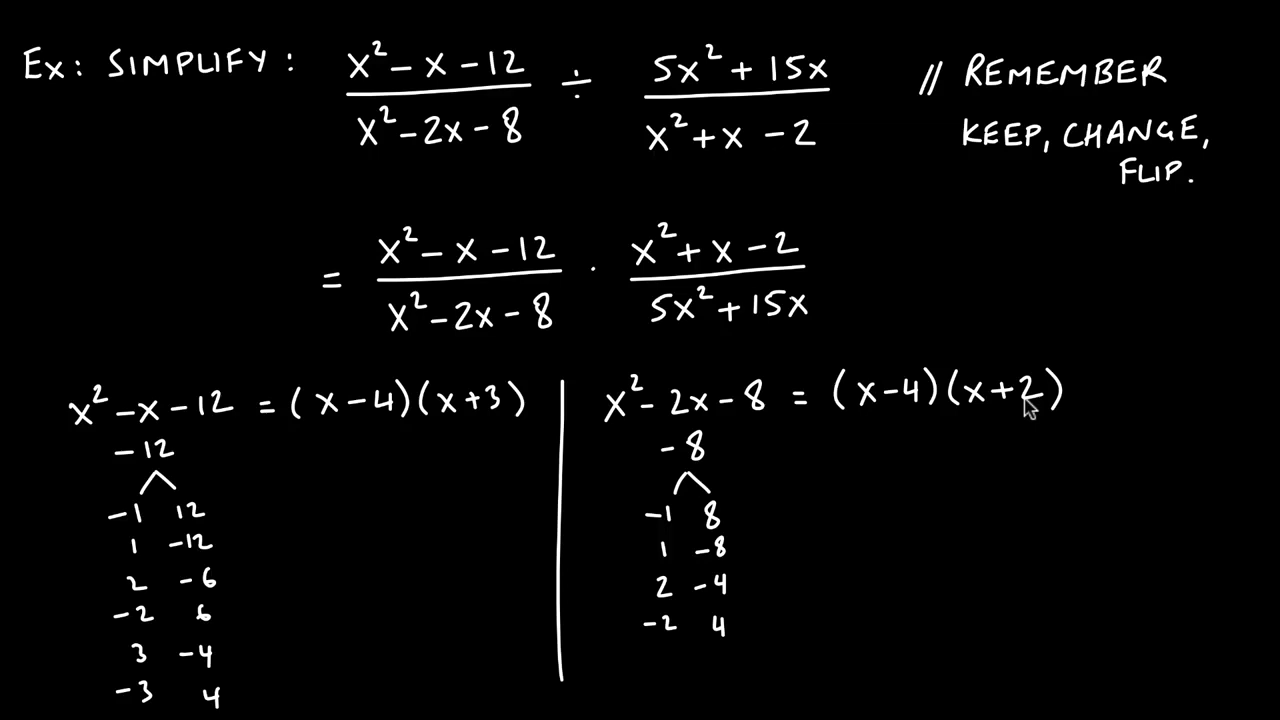 Ex: SIMPLIFY: (x² - x - 12)/(x² - 2x - 8) ÷ (5x² + 15x)/(x² + x - 2) // REMEMBER
KEEP, CHANGE,
FLIP.
= (x² - x - 12)/(x² - 2x - 8) · (x² + x - 2)/(5x² + 15x)
x² - x - 12 = (x - 4)(x + 3)
-12
-1 12
1 -12
2 -6
-2 6
3 -4
-3 4
x² - 2x - 8 = (x - 4)(x + 2)
-8
-1 8
1 -8
2 -4
-2 4